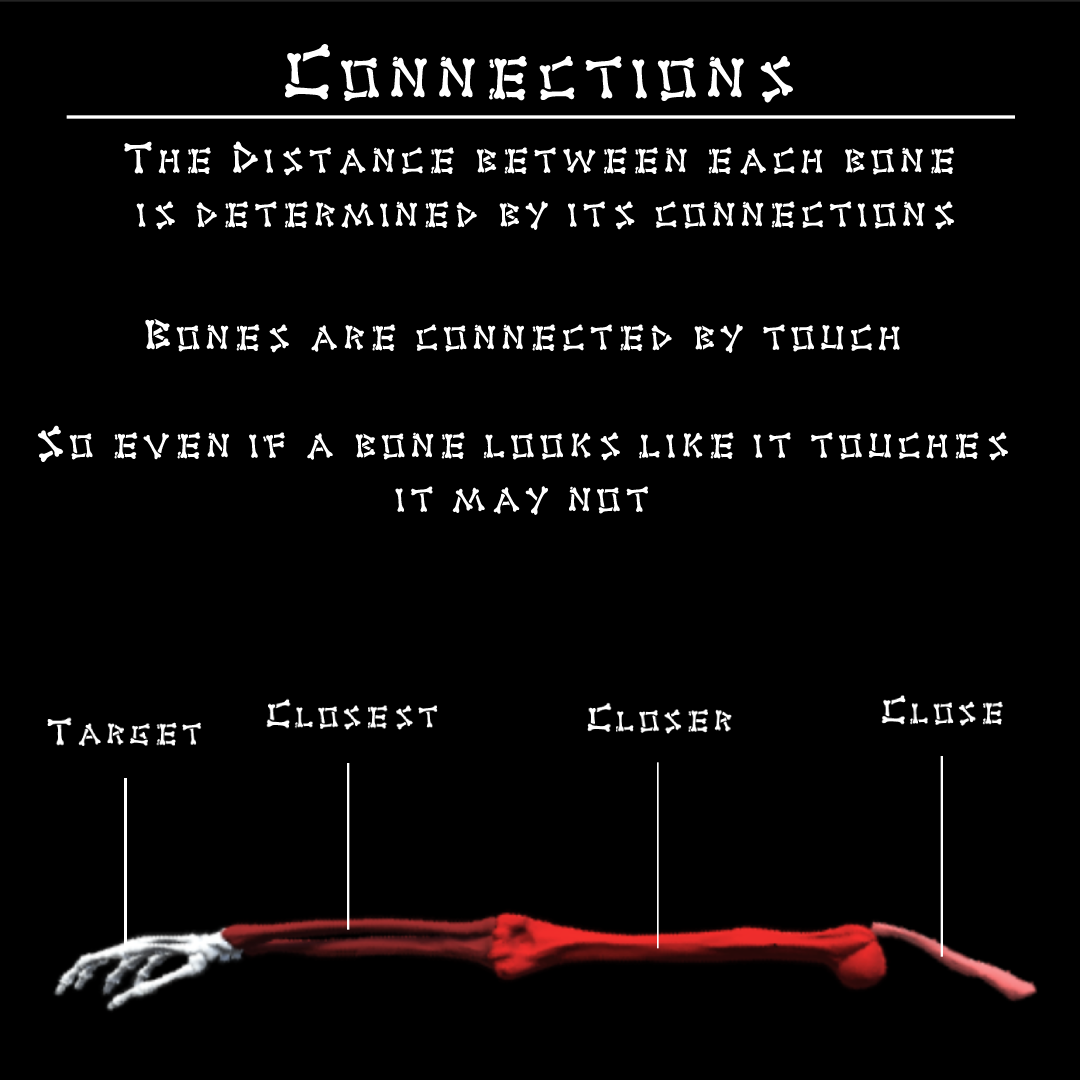 Connections
The Distance between each bone
is determined by its connections
Bones are connected by touch
So even if a bone looks like it touches
it may not
Target
Closest
Closer
Close